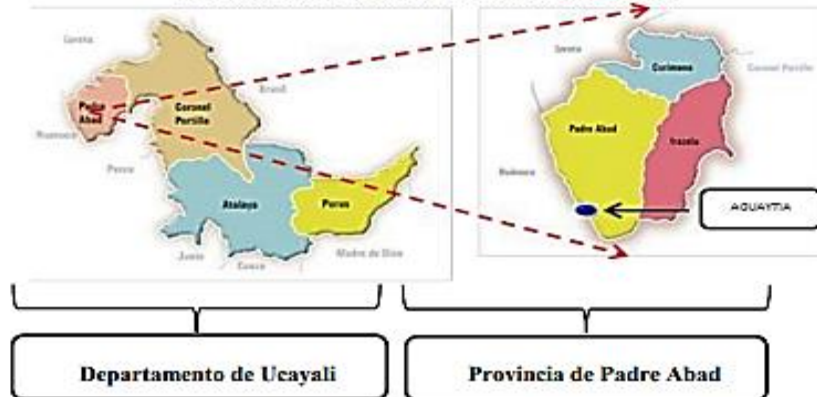 Loreto
Brasil
Padre
Abad
Coronel
Portillo
Huanuco
Pasco
Atalaya
Purus
Junin
Cusco
Madre de Dios
Loreto
Curimana
Coronel Portillo
Padre Abad
Irazola
Huánuco
AGUAYTIA
Departamento de Ucayali
Provincia de Padre Abad